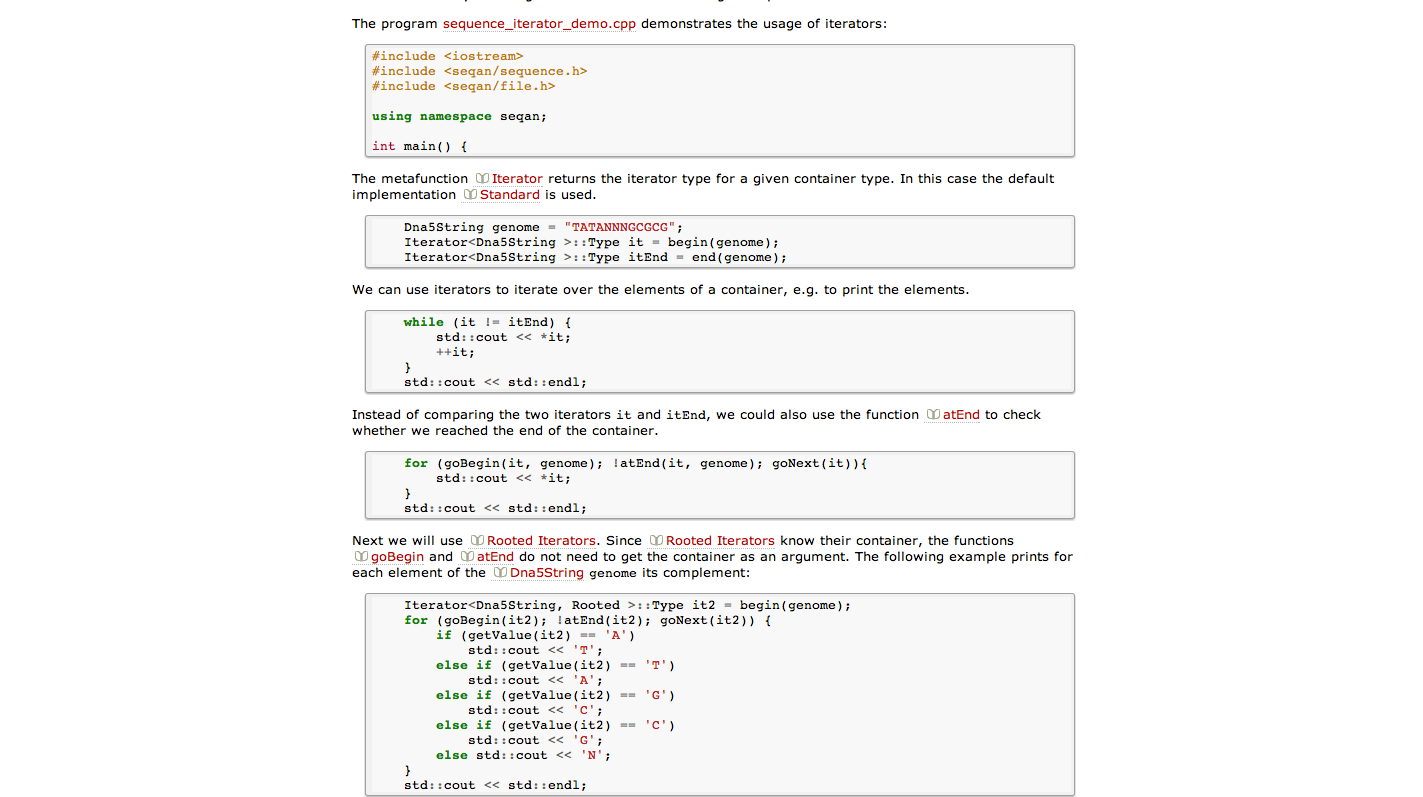 The program sequence_iterator_demo.cpp demonstrates the usage of iterators:
#include <iostream>
#include <seqan/sequence.h>
#include <seqan/file.h>
using namespace seqan;
int main() {
The metafunction Iterator returns the iterator type for a given container type. In this case the default
implementation Standard is used.
Dna5String genome = "TATANNNGCGCG";
Iterator<Dna5String >::Type it = begin(genome);
Iterator<Dna5String >::Type itEnd = end(genome);
We can use iterators to iterate over the elements of a container, e.g. to print the elements.
while (it != itEnd) {
std::cout << *it;
++it;
}
std::cout << std::endl;
Instead of comparing the two iterators it and itEnd, we could also use the function atEnd to check
whether we reached the end of the container.
for (goBegin(it, genome); !atEnd(it, genome); goNext(it)){
std::cout << *it;
}
std::cout << std::endl;
Next we will use Rooted Iterators. Since Rooted Iterators know their container, the functions
goBegin and atEnd do not need to get the container as an argument. The following example prints for
each element of the Dna5String genome its complement:
Iterator<Dna5String, Rooted >::Type it2 = begin(genome);
for (goBegin(it2); !atEnd(it2); goNext(it2)) {
if (getValue(it2) == 'A')
std::cout << 'T';
else if (getValue(it2) == 'T')
std::cout << 'A';
else if (getValue(it2) == 'G')
std::cout << 'C';
else if (getValue(it2) == 'C')
std::cout << 'G';
else std::cout << 'N';
}
std::cout << std::endl;